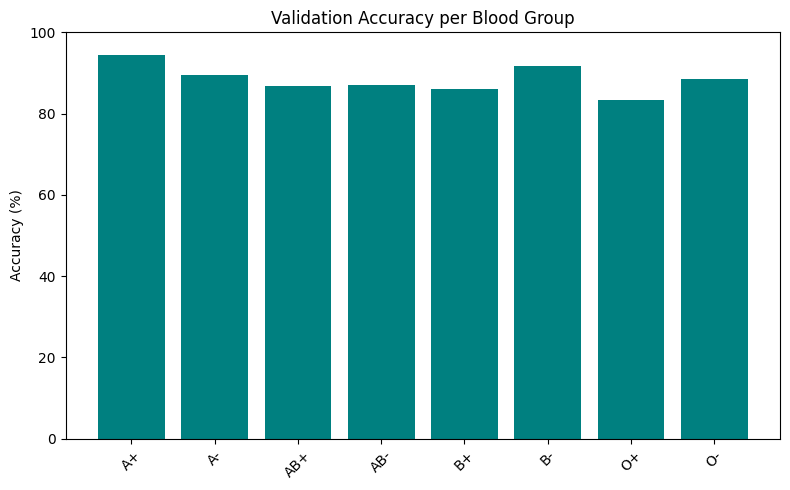 Validation Accuracy per Blood Group
Accuracy (%)
100
80
60
40
20
0
A+
A-
AB+
AB-
B+
B-
O+
O-